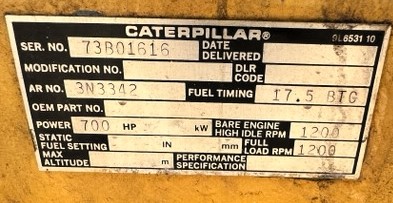 CATERPILLAR® 9L6531 10
SER. NO. 73B01616 DATE DELIVERED
MODIFICATION NO. DLR CODE
AR NO. 3N3342 FUEL TIMING 17.5 BTC
OEM PART NO.
POWER 700 HP kW BARE ENGINE HIGH IDLE RPM 1200
STATIC FUEL SETTING IN mm FULL LOAD RPM 1200
MAX ALTITUDE m PERFORMANCE SPECIFICATION